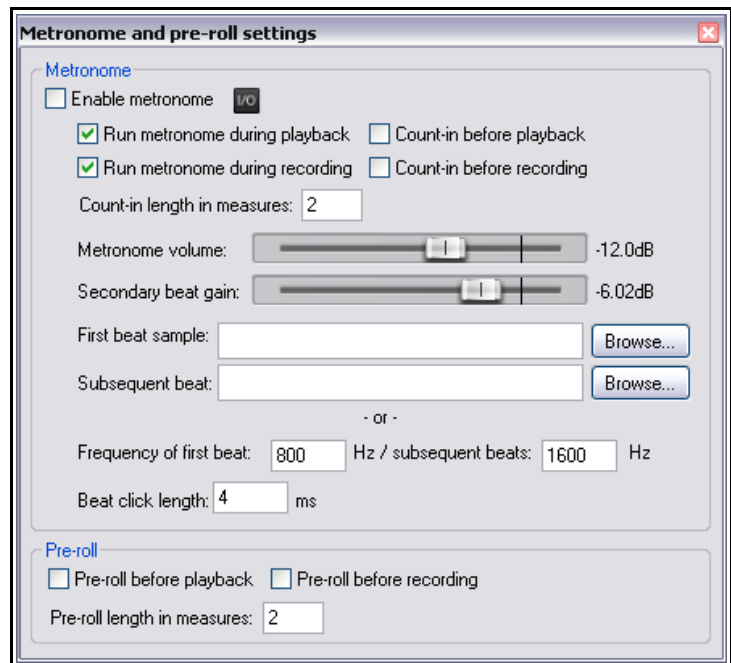 Metronome and pre-roll settings
Metronome
Enable metronome I/O
Run metronome during playback Count-in before playback
Run metronome during recording Count-in before recording
Count-in length in measures: 2
Metronome volume: -12.0dB
Secondary beat gain: -6.02dB
First beat sample: Browse...
Subsequent beat: Browse...
- or -
Frequency of first beat: 800 Hz / subsequent beats: 1600 Hz
Beat click length: 4 ms
Pre-roll
Pre-roll before playback Pre-roll before recording
Pre-roll length in measures: 2